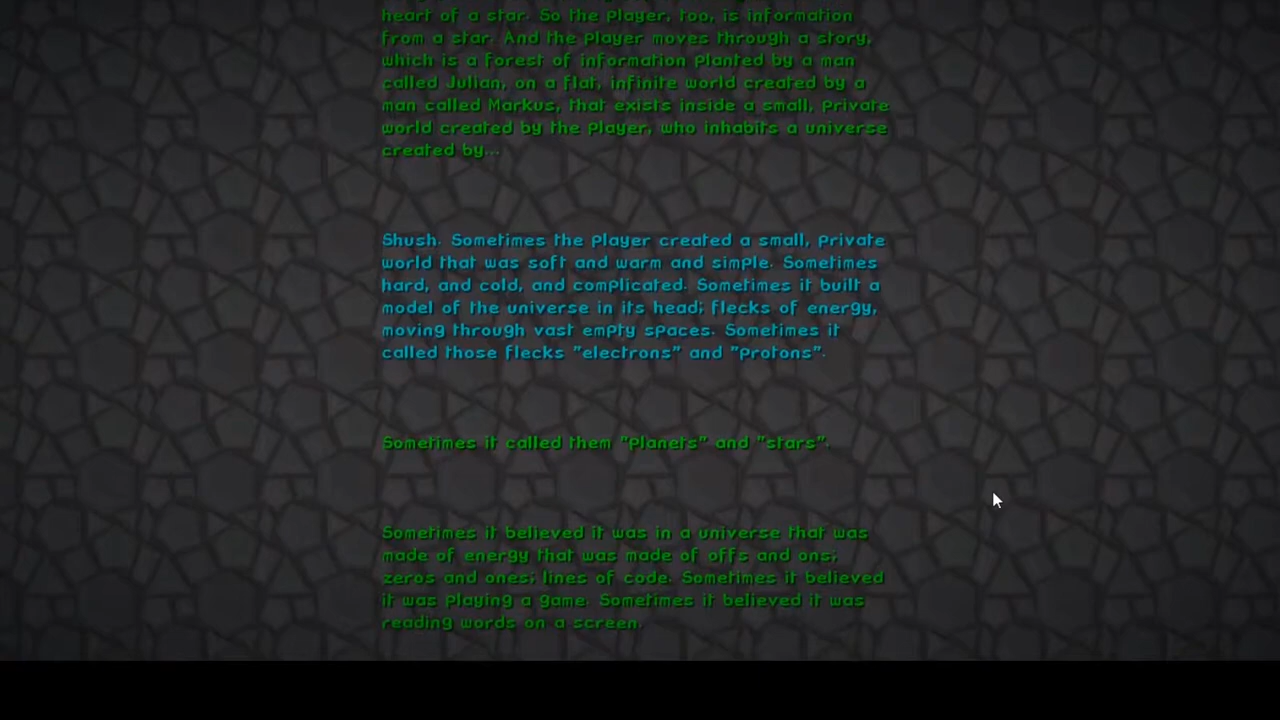 heart of a star. So the player, too, is information
from a star. And the player moves through a story,
which is a forest of information planted by a man
called Julian, on a flat, infinite world created by a
man called Markus, that exists inside a small, private
world created by the player, who inhabits a universe
created by...
Shush. Sometimes the player created a small, private
world that was soft and warm and simple. Sometimes
hard, and cold, and complicated. Sometimes it built a
model of the universe in its head; flecks of energy,
moving through vast empty spaces. Sometimes it
called those flecks "electrons" and "protons".
Sometimes it called them "planets" and "stars".
Sometimes it believed it was in a universe that was
made of energy that was made of offs and ons;
zeros and ones; lines of code. Sometimes it believed
it was playing a game. Sometimes it believed it was
reading words on a screen.